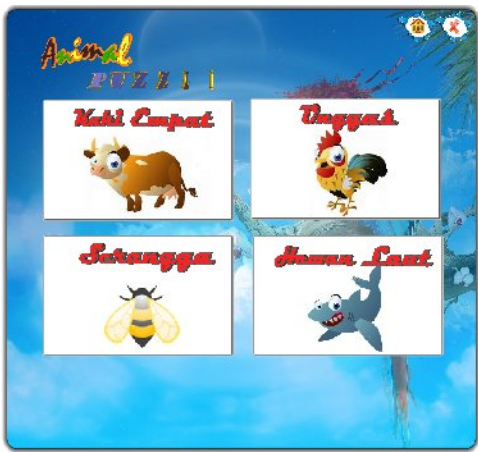 Animal
PUZZLE
Kaki Empat
Unggas
Serangga
Hewan Laut